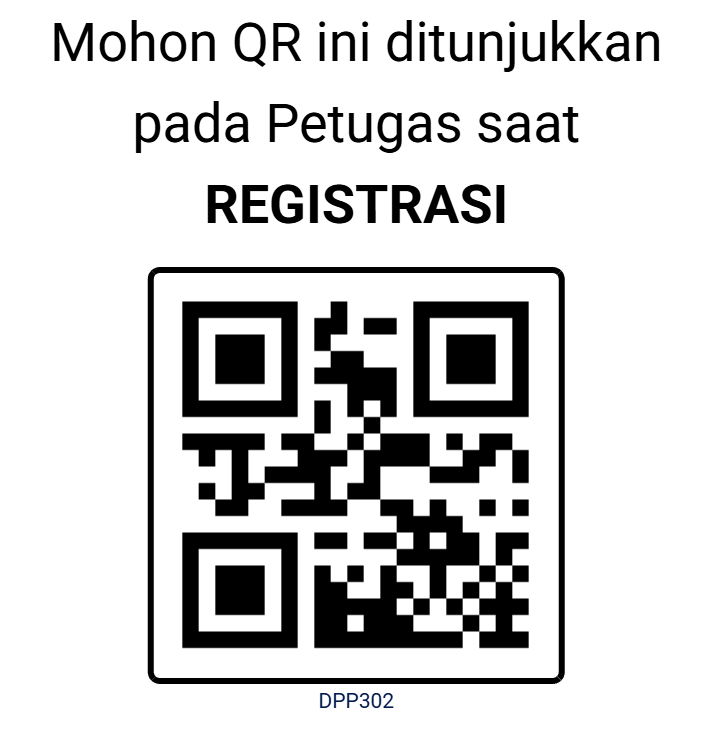 Mohon QR ini ditunjukkan
pada Petugas saat
REGISTRASI
DPP302